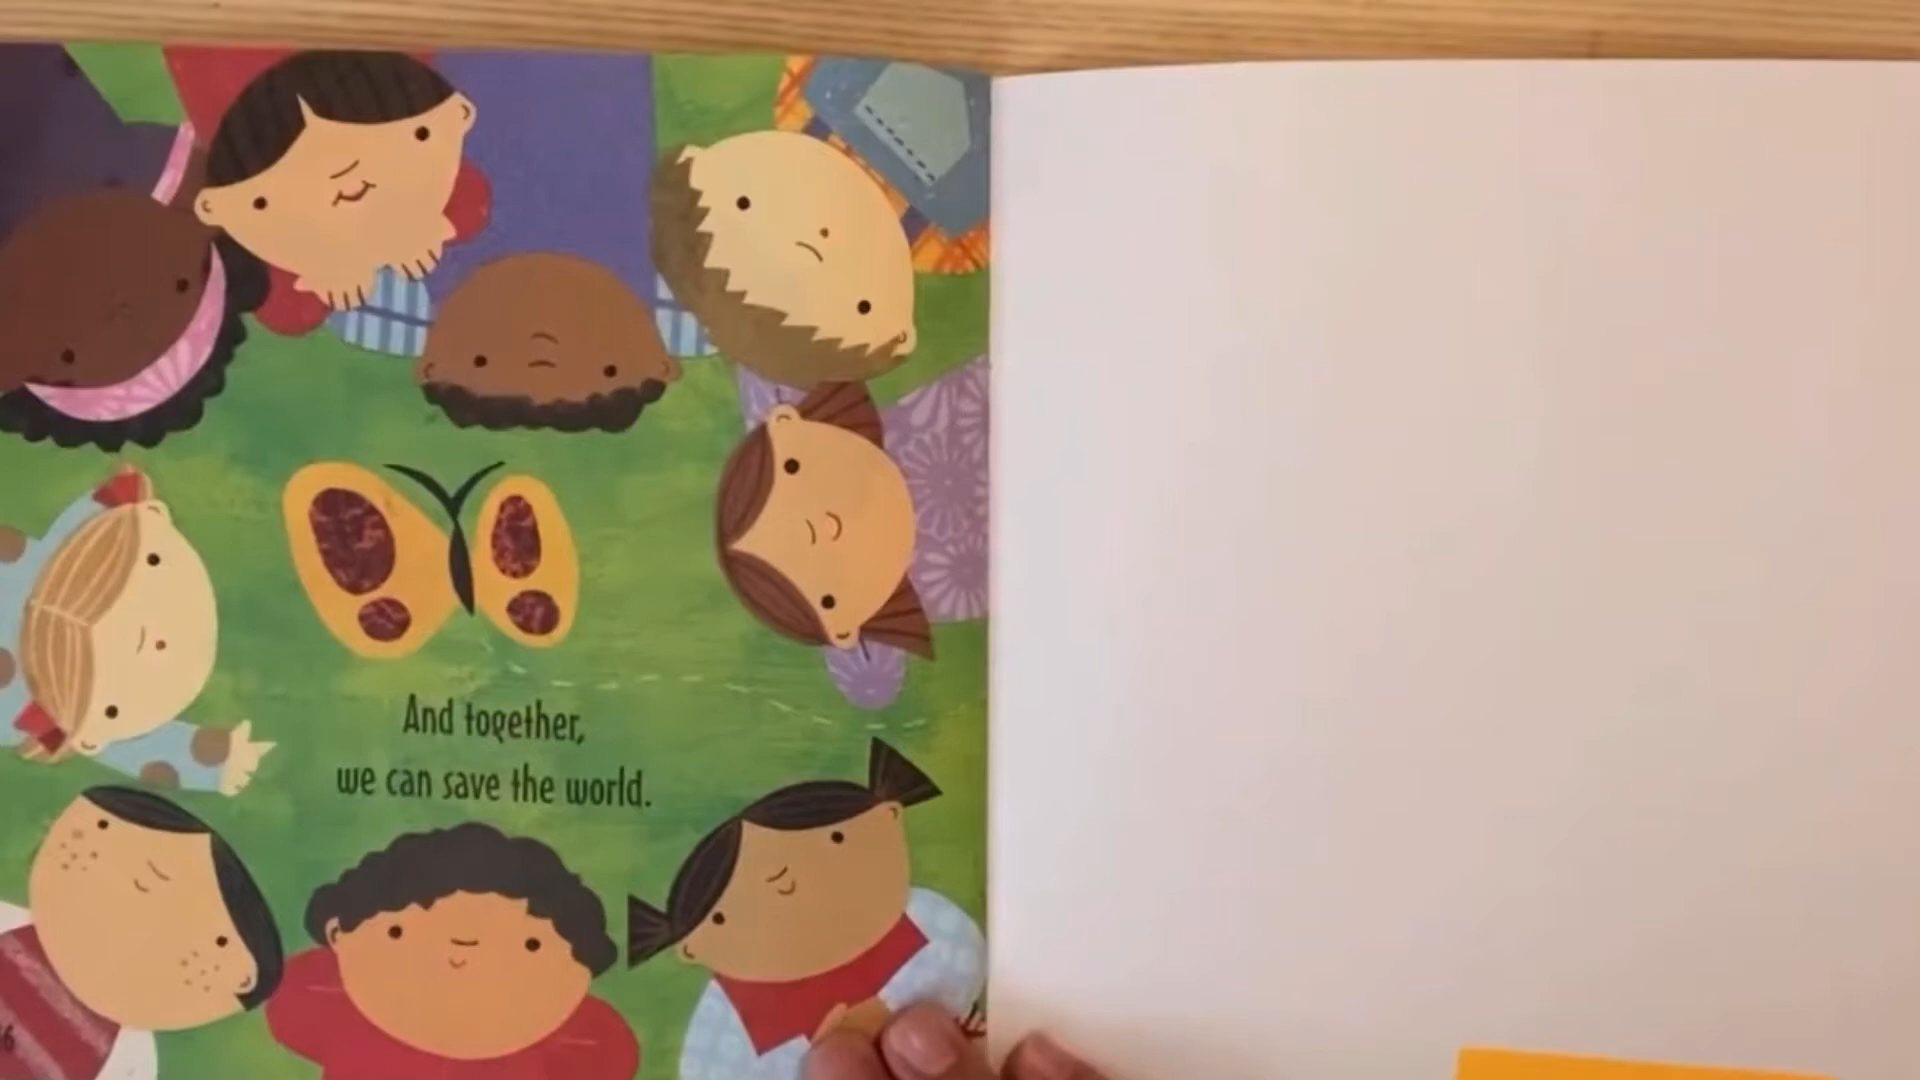 And together,
we can save the world.